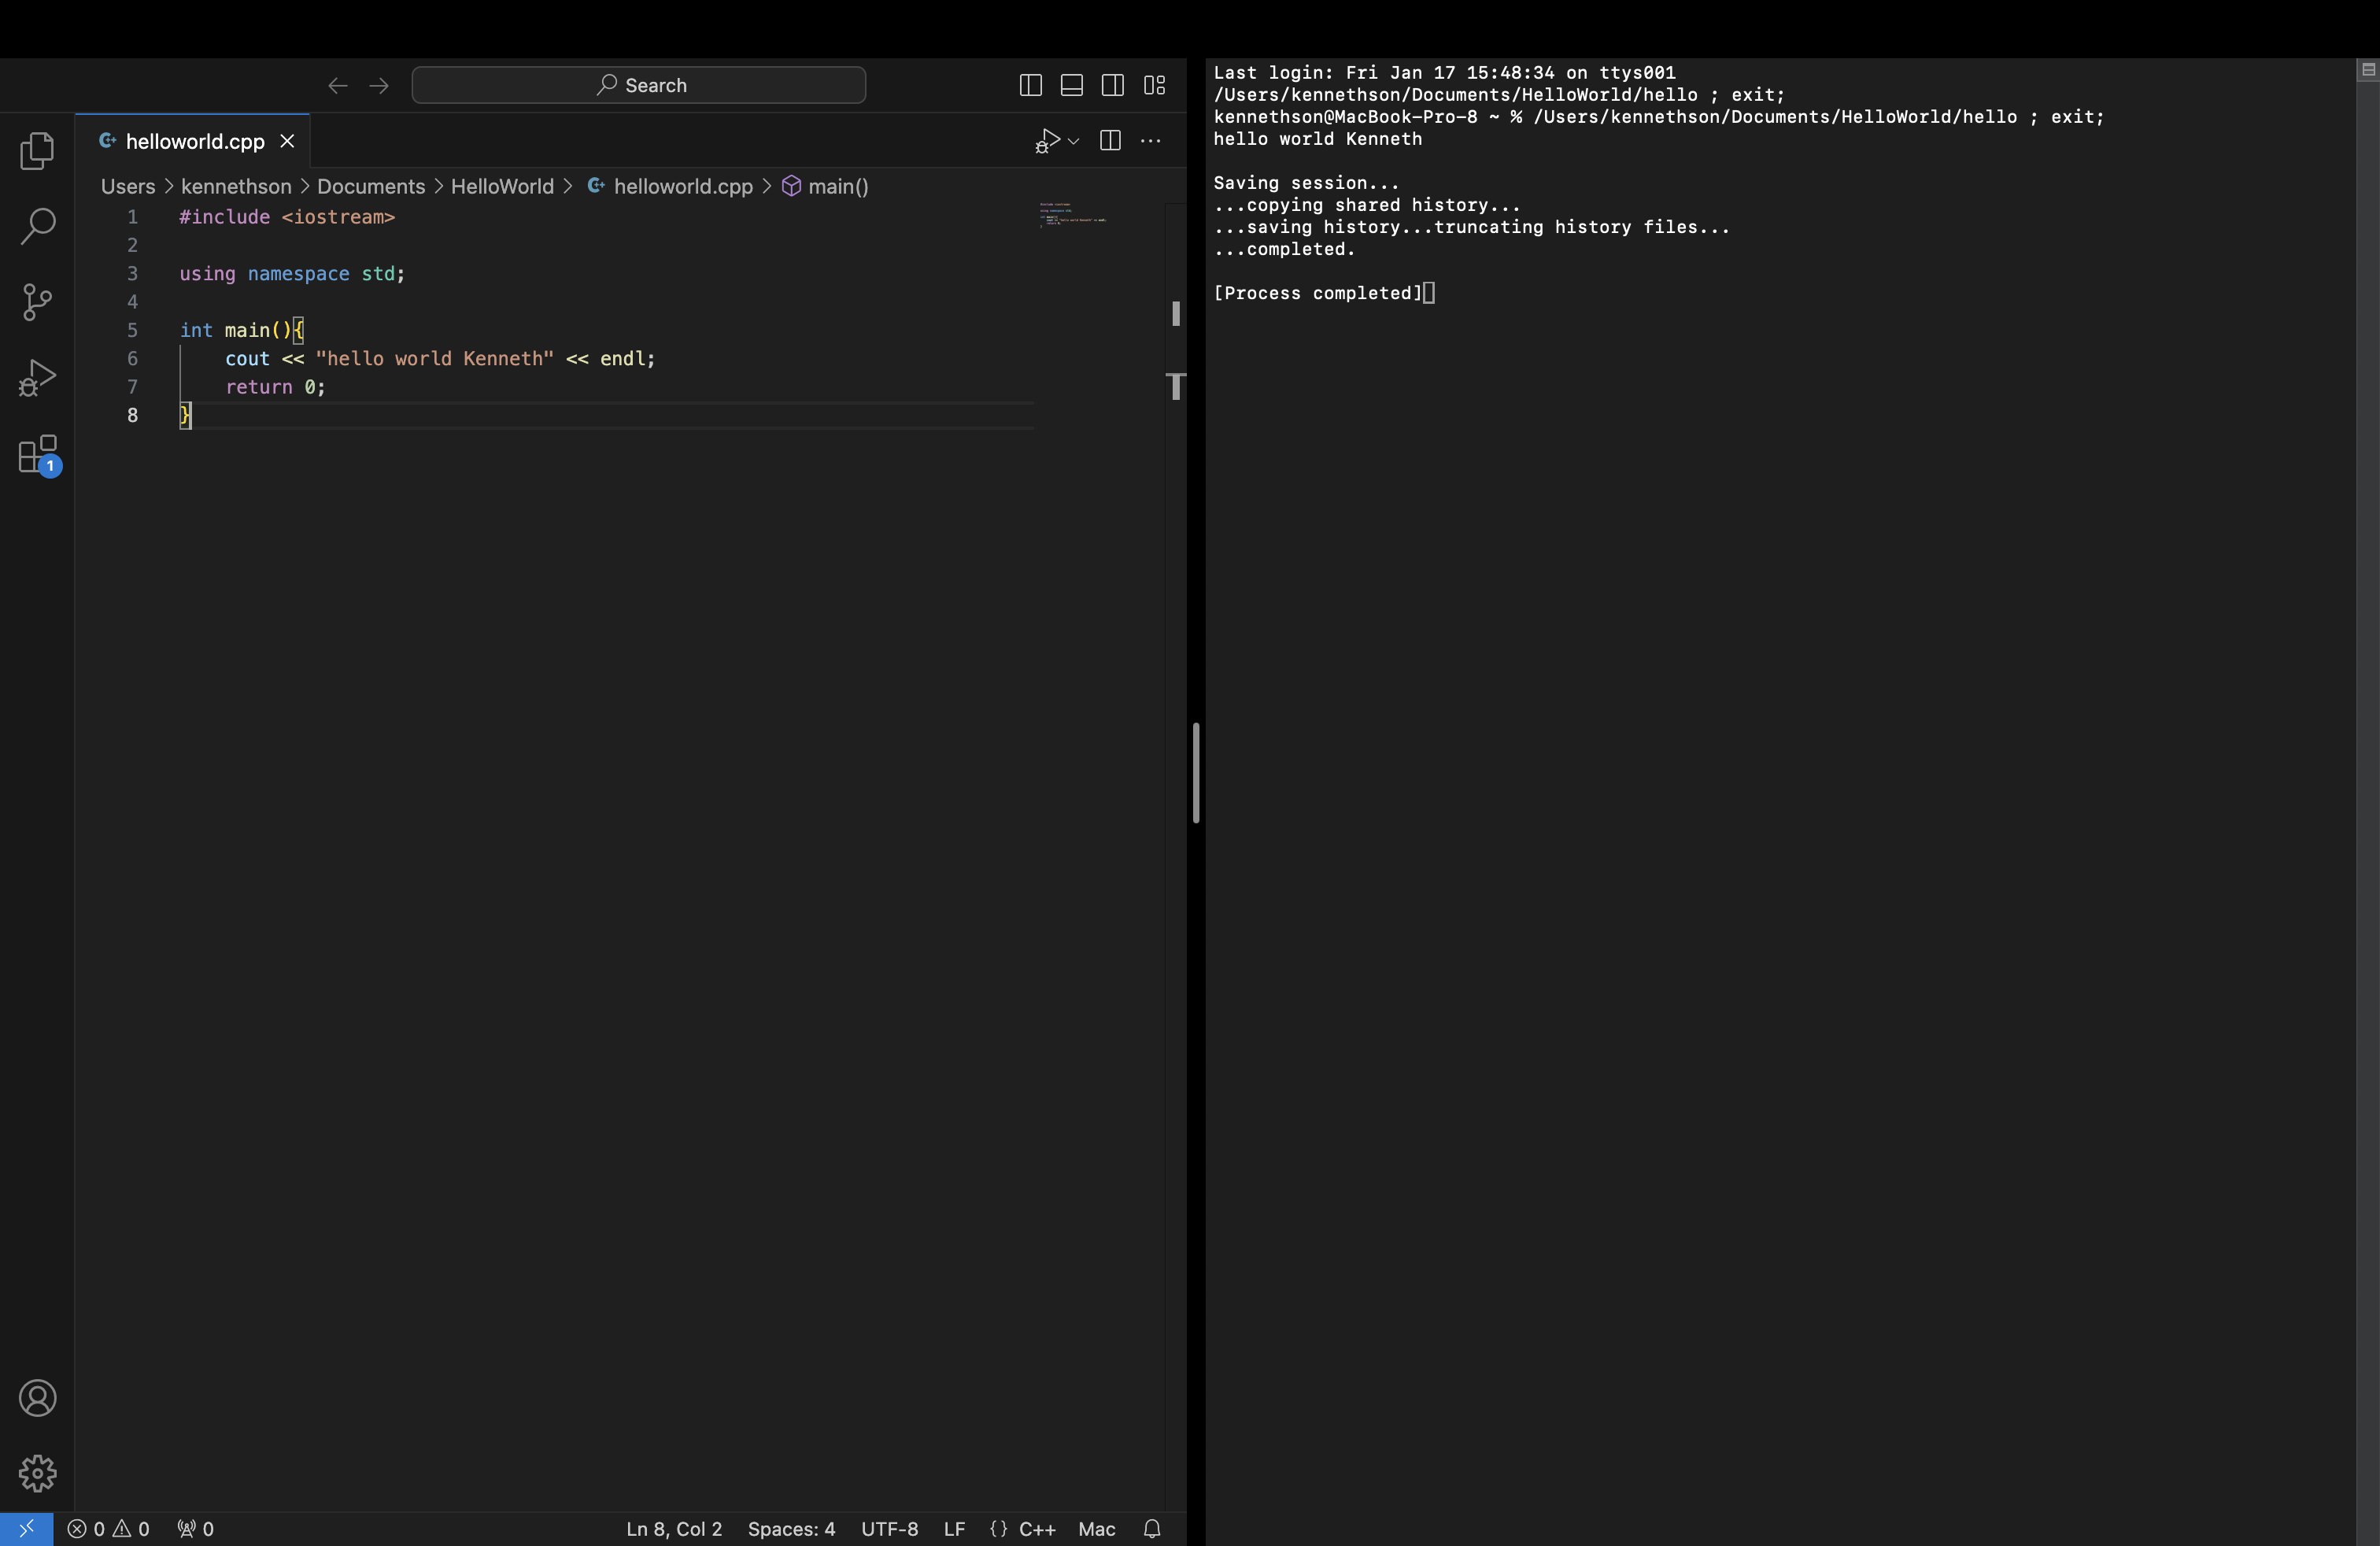 Search
helloworld.cpp
Users > kennethson > Documents > HelloWorld > helloworld.cpp > main()
1 #include <iostream>
2
3 using namespace std;
4
5 int main(){
6     cout << "hello world Kenneth" << endl;
7     return 0;
8 }
1
0 0 0
Ln 8, Col 2 Spaces: 4 UTF-8 LF {} C++ Mac
Last login: Fri Jan 17 15:48:34 on ttys001
/Users/kennethson/Documents/HelloWorld/hello ; exit;
kennethson@MacBook-Pro-8 ~ % /Users/kennethson/Documents/HelloWorld/hello ; exit;
hello world Kenneth
Saving session...
...copying shared history...
...saving history...truncating history files...
...completed.
[Process completed]